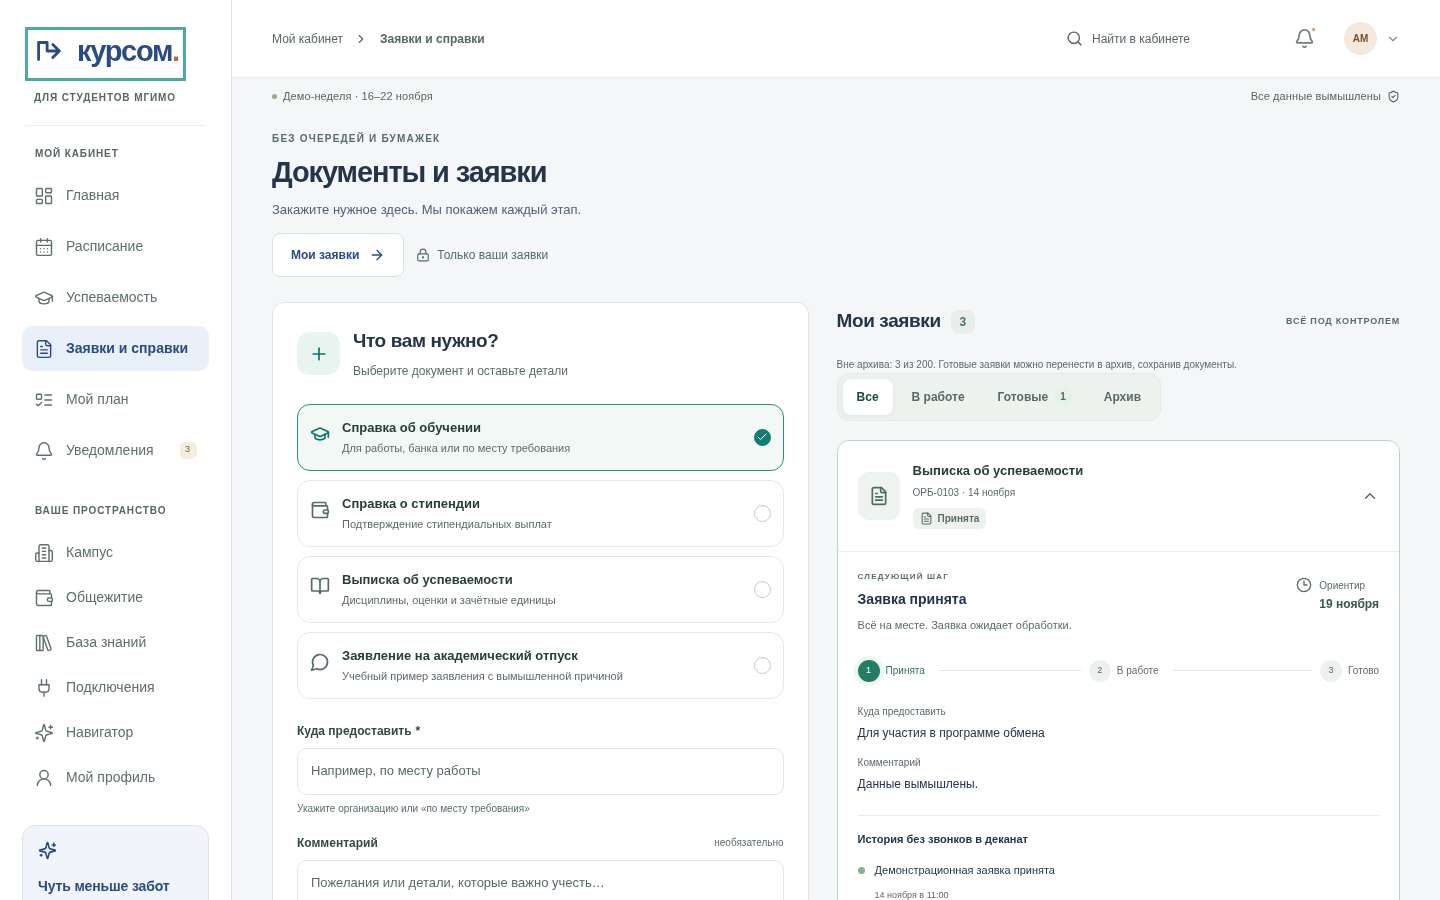 курсом.
ДЛЯ СТУДЕНТОВ МГИМО
МОЙ КАБИНЕТ
Главная
Расписание
Успеваемость
Заявки и справки
Мой план
Уведомления 3
ВАШЕ ПРОСТРАНСТВО
Кампус
Общежитие
База знаний
Подключения
Навигатор
Мой профиль
Чуть меньше забот
Мой кабинет
Заявки и справки
Найти в кабинете
АМ
Демо-неделя · 16–22 ноября
Все данные вымышлены
БЕЗ ОЧЕРЕДЕЙ И БУМАЖЕК
Документы и заявки
Закажите нужное здесь. Мы покажем каждый этап.
Мои заявки
Только ваши заявки
Что вам нужно?
Выберите документ и оставьте детали
Справка об обучении
Для работы, банка или по месту требования
Справка о стипендии
Подтверждение стипендиальных выплат
Выписка об успеваемости
Дисциплины, оценки и зачётные единицы
Заявление на академический отпуск
Учебный пример заявления с вымышленной причиной
Куда предоставить *
Например, по месту работы
Укажите организацию или «по месту требования»
Комментарий
необязательно
Пожелания или детали, которые важно учесть…
Мои заявки 3
ВСЁ ПОД КОНТРОЛЕМ
Вне архива: 3 из 200. Готовые заявки можно перенести в архив, сохранив документы.
Все
В работе
Готовые 1
Архив
Выписка об успеваемости
ОРБ-0103 · 14 ноября
Принята
СЛЕДУЮЩИЙ ШАГ
Заявка принята
Всё на месте. Заявка ожидает обработки.
Ориентир
19 ноября
1 Принята
2 В работе
3 Готово
Куда предоставить
Для участия в программе обмена
Комментарий
Данные вымышлены.
История без звонков в деканат
Демонстрационная заявка принята
14 ноября в 11:00